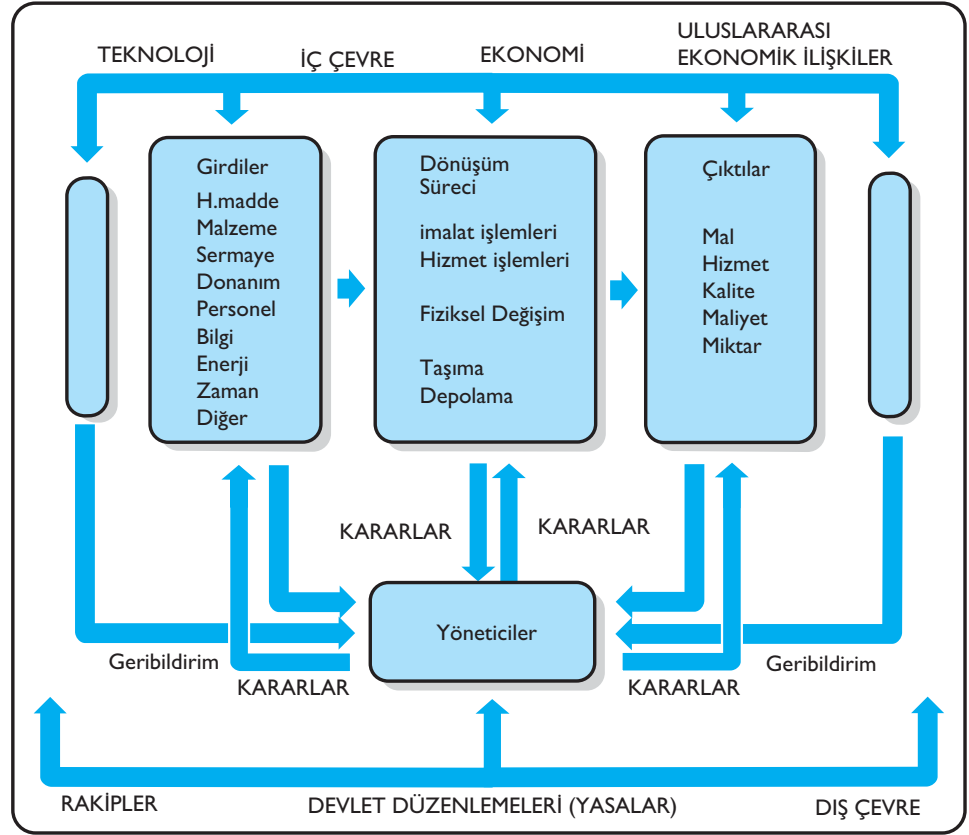 TEKNOLOJİ
İÇ ÇEVRE
EKONOMİ
ULUSLARARASI
EKONOMİK İLİŞKİLER
Girdiler
H.madde
Malzeme
Sermaye
Donanım
Personel
Bilgi
Enerji
Zaman
Diğer
Dönüşüm
Süreci
imalat işlemleri
Hizmet işlemleri
Fiziksel Değişim
Taşıma
Depolama
Çıktılar
Mal
Hizmet
Kalite
Maliyet
Miktar
KARARLAR
KARARLAR
Yöneticiler
Geribildirim
Geribildirim
KARARLAR
KARARLAR
RAKİPLER
DEVLET DÜZENLEMELERİ (YASALAR)
DIŞ ÇEVRE